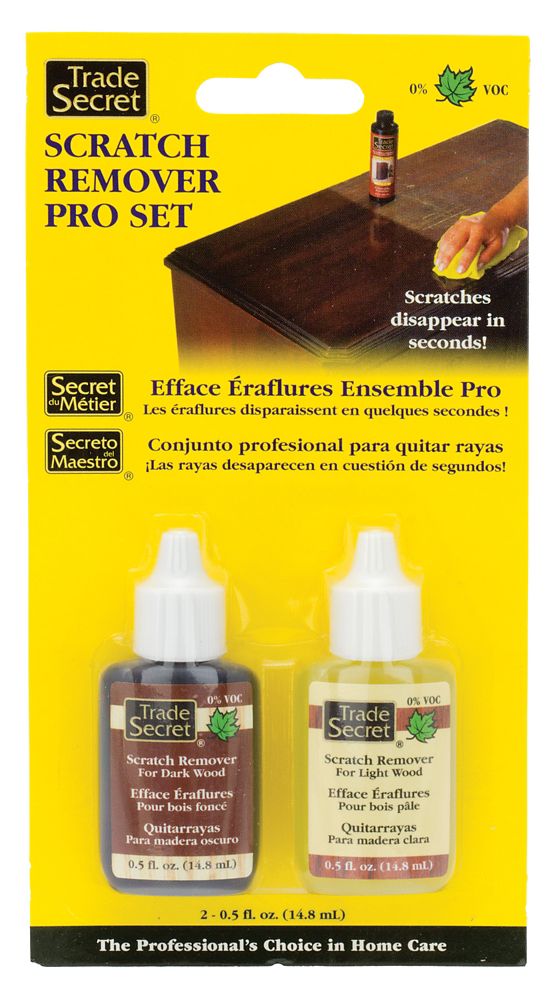 Trade
Secret
®
SCRATCH
REMOVER
PRO SET
0% VOC
Trade
Secret
Scratches
disappear in
seconds!
Secret
du Métier
®
Efface Éraflures Ensemble Pro
Les éraflures disparaissent en quelques secondes !
Secreto
del
Maestro
®
Conjunto profesional para quitar rayas
¡Las rayas desaparecen en cuestión de segundos!
0% VOC
Trade
Secret
®
Scratch Remover
For Dark Wood
Efface Éraflures
Pour bois foncé
Quitarrayas
Para madera oscuro
0.5 fl. oz. (14.8 mL)
0% VOC
Trade
Secret
®
Scratch Remover
For Light Wood
Efface Éraflures
Pour bois pâle
Quitarrayas
Para madera clara
0.5 fl. oz. (14.8 mL)
2 - 0.5 fl. oz. (14.8 mL)
The Professional's Choice in Home Care